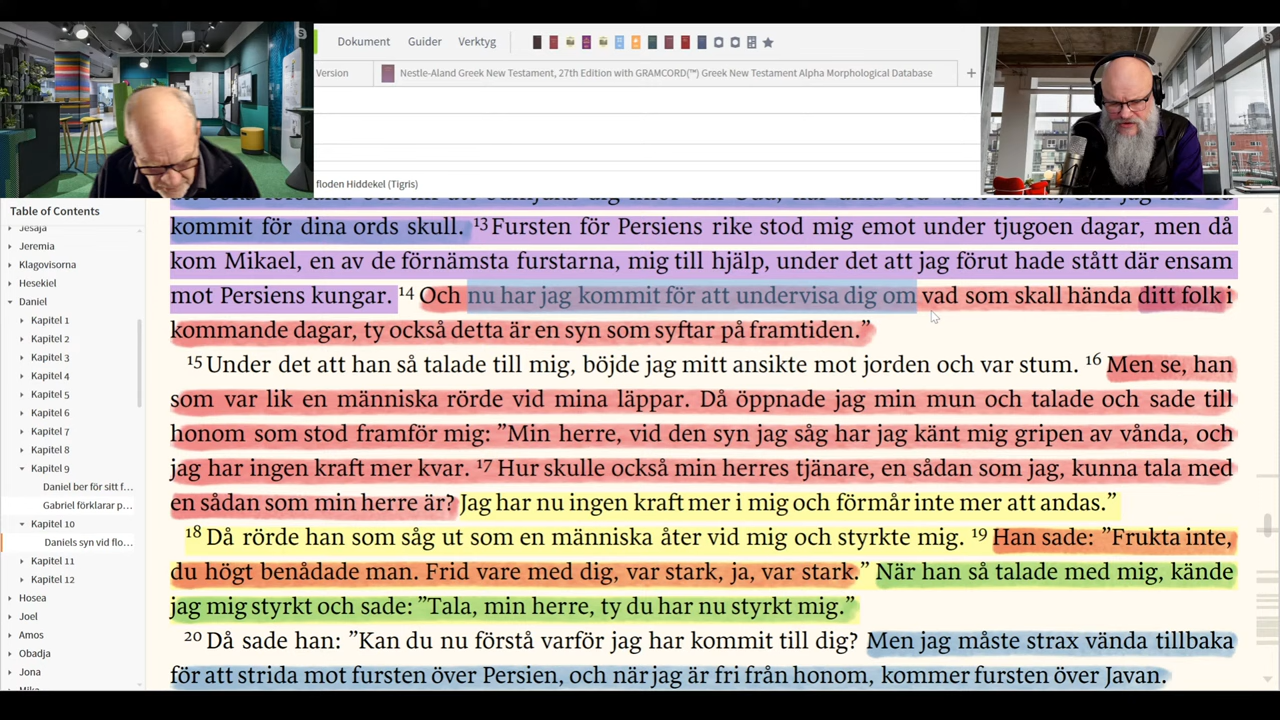 Dokument Guider Verktyg
Version Nestle-Aland Greek New Testament, 27th Edition with GRAMCORD(™) Greek New Testament Alpha Morphological Database +
floden Hiddekel (Tigris)
Table of Contents
Jesaja
Jeremia
Klagovisorna
Hesekiel
Daniel
Kapitel 1
Kapitel 2
Kapitel 3
Kapitel 4
Kapitel 5
Kapitel 6
Kapitel 7
Kapitel 8
Kapitel 9
Daniel ber för sitt f...
Gabriel förklarar p...
Kapitel 10
Daniels syn vid flo...
Kapitel 11
Kapitel 12
Hosea
Joel
Amos
Obadja
Jona
Mika
kommit för dina ords skull. 13 Fursten för Persiens rike stod mig emot under tjugoen dagar, men då
kom Mikael, en av de förnämsta furstarna, mig till hjälp, under det att jag förut hade stått där ensam
mot Persiens kungar. 14 Och nu har jag kommit för att undervisa dig om vad som skall hända ditt folk i
kommande dagar, ty också detta är en syn som syftar på framtiden.”
15 Under det att han så talade till mig, böjde jag mitt ansikte mot jorden och var stum. 16 Men se, han
som var lik en människa rörde vid mina läppar. Då öppnade jag min mun och talade och sade till
honom som stod framför mig: ”Min herre, vid den syn jag såg har jag känt mig gripen av vånda, och
jag har ingen kraft mer kvar. 17 Hur skulle också min herres tjänare, en sådan som jag, kunna tala med
en sådan som min herre är? Jag har nu ingen kraft mer i mig och förmår inte mer att andas.”
18 Då rörde han som såg ut som en människa åter vid mig och styrkte mig. 19 Han sade: ”Frukta inte,
du högt benådade man. Frid vare med dig, var stark, ja, var stark.” När han så talade med mig, kände
jag mig styrkt och sade: ”Tala, min herre, ty du har nu styrkt mig.”
20 Då sade han: ”Kan du nu förstå varför jag har kommit till dig? Men jag måste strax vända tillbaka
för att strida mot fursten över Persien, och när jag är fri från honom, kommer fursten över Javan.